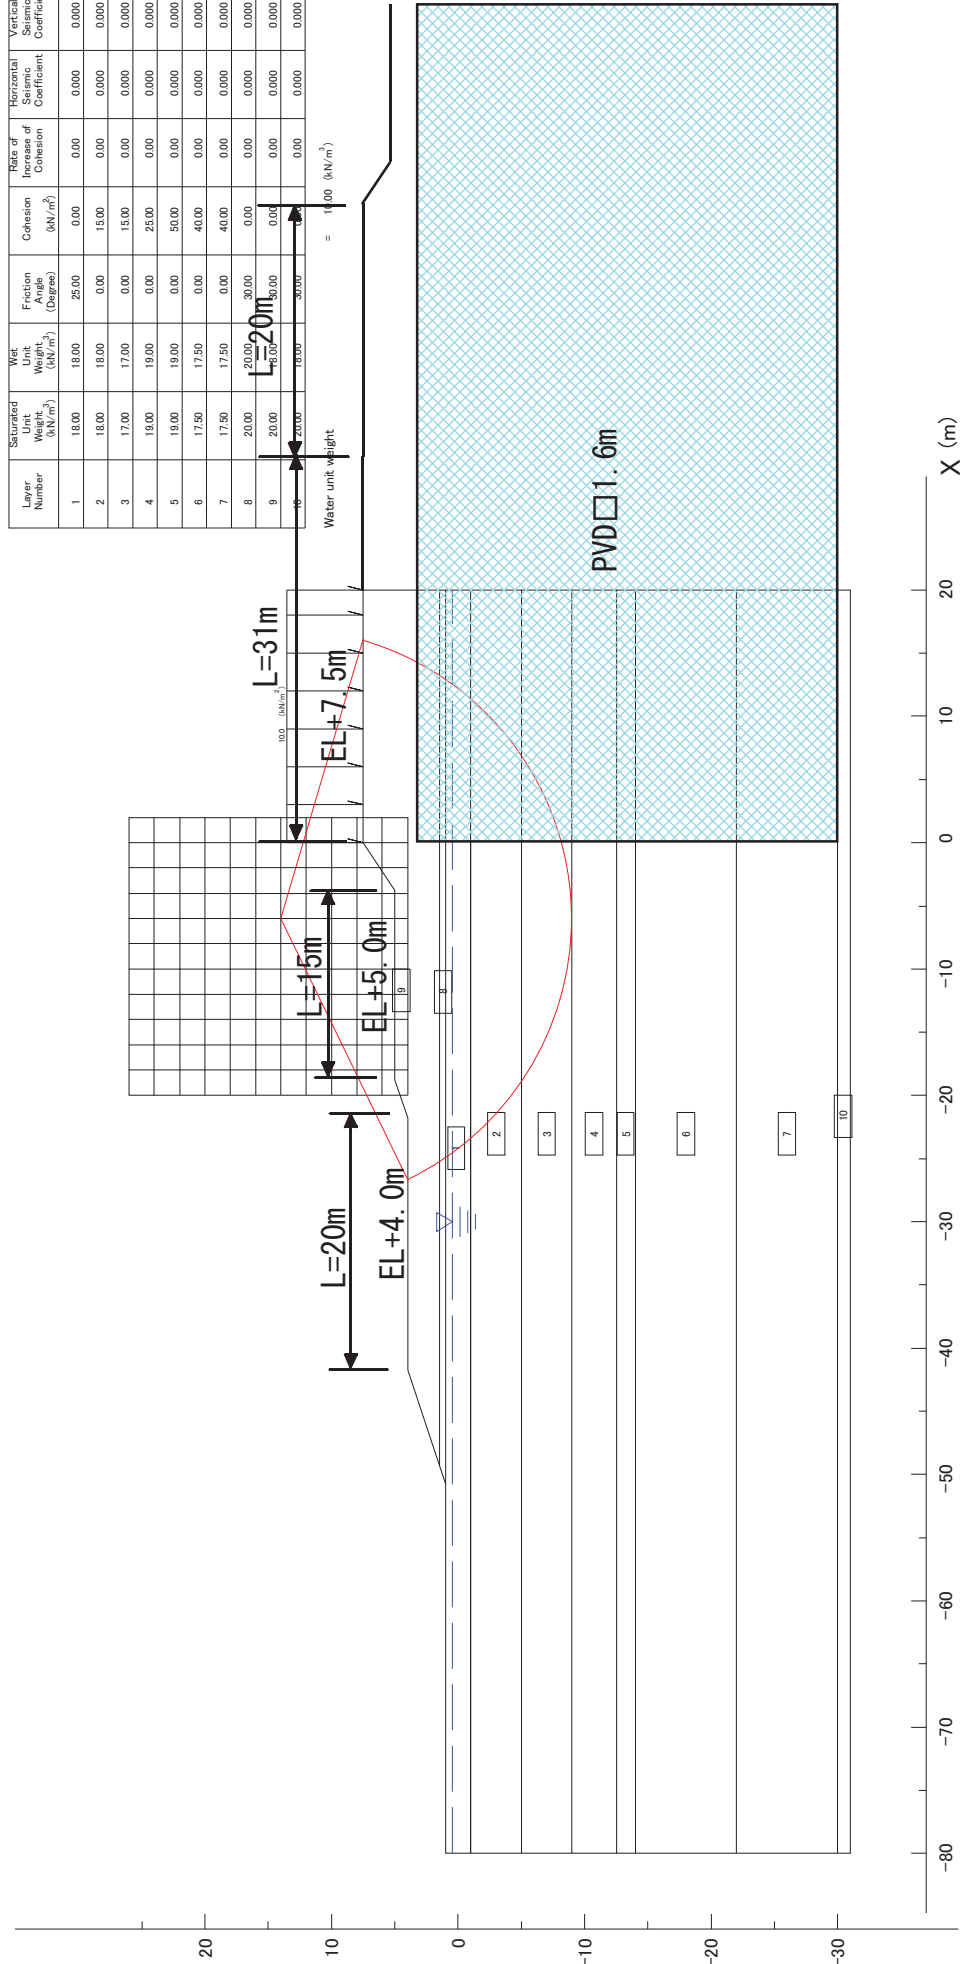 Layer Number Saturated Unit Weight (kN/m³) Wet Unit Weight (kN/m³) Friction Angle (Degree) Cohesion (kN/m²) Rate of Increase of Cohesion Horizontal Seismic Coefficient Vertical Seismic
1 18.00 18.00 25.00 0.00 0.00 0.000 0.000
2 18.00 18.00 0.00 15.00 0.00 0.000 0.000
3 17.00 17.00 0.00 15.00 0.00 0.000 0.000
4 19.00 19.00 0.00 25.00 0.00 0.000 0.000
5 19.00 19.00 0.00 50.00 0.00 0.000 0.000
6 17.50 17.50 0.00 40.00 0.00 0.000 0.000
7 17.50 17.50 0.00 40.00 0.00 0.000 0.000
8 20.00 20.00 30.00 0.00 0.00 0.000 0.000
9 20.00 18.00 30.00 0.00 0.00 0.000 0.000
10 20.00 18.00 30.00 0.00 0.00 0.000 0.000
Water unit weight = 10.00 (kN/m³)
L=31m
L=20m
10.0 (kN/m²)
L=15m
EL+7.5m
L=20m
EL+5.0m
EL+4.0m
9
8
1
2
3
4
5
6
7
10
PVD□1.6m
20
10
0
-10
-20
-30
-80 -70 -60 -50 -40 -30 -20 -10 0 10 20
X (m)